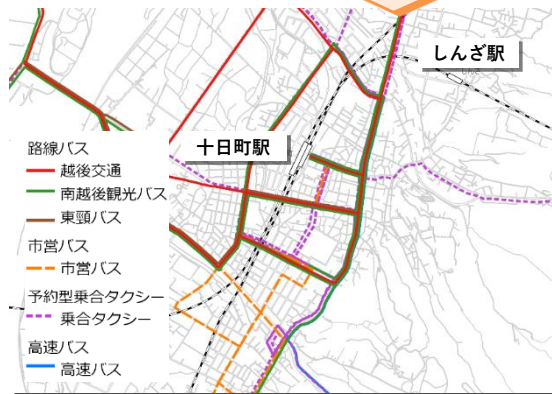 しんざ駅
十日町駅
路線バス
越後交通
南越後観光バス
東頸バス
市営バス
市営バス
予約型乗合タクシー
乗合タクシー
高速バス
高速バス